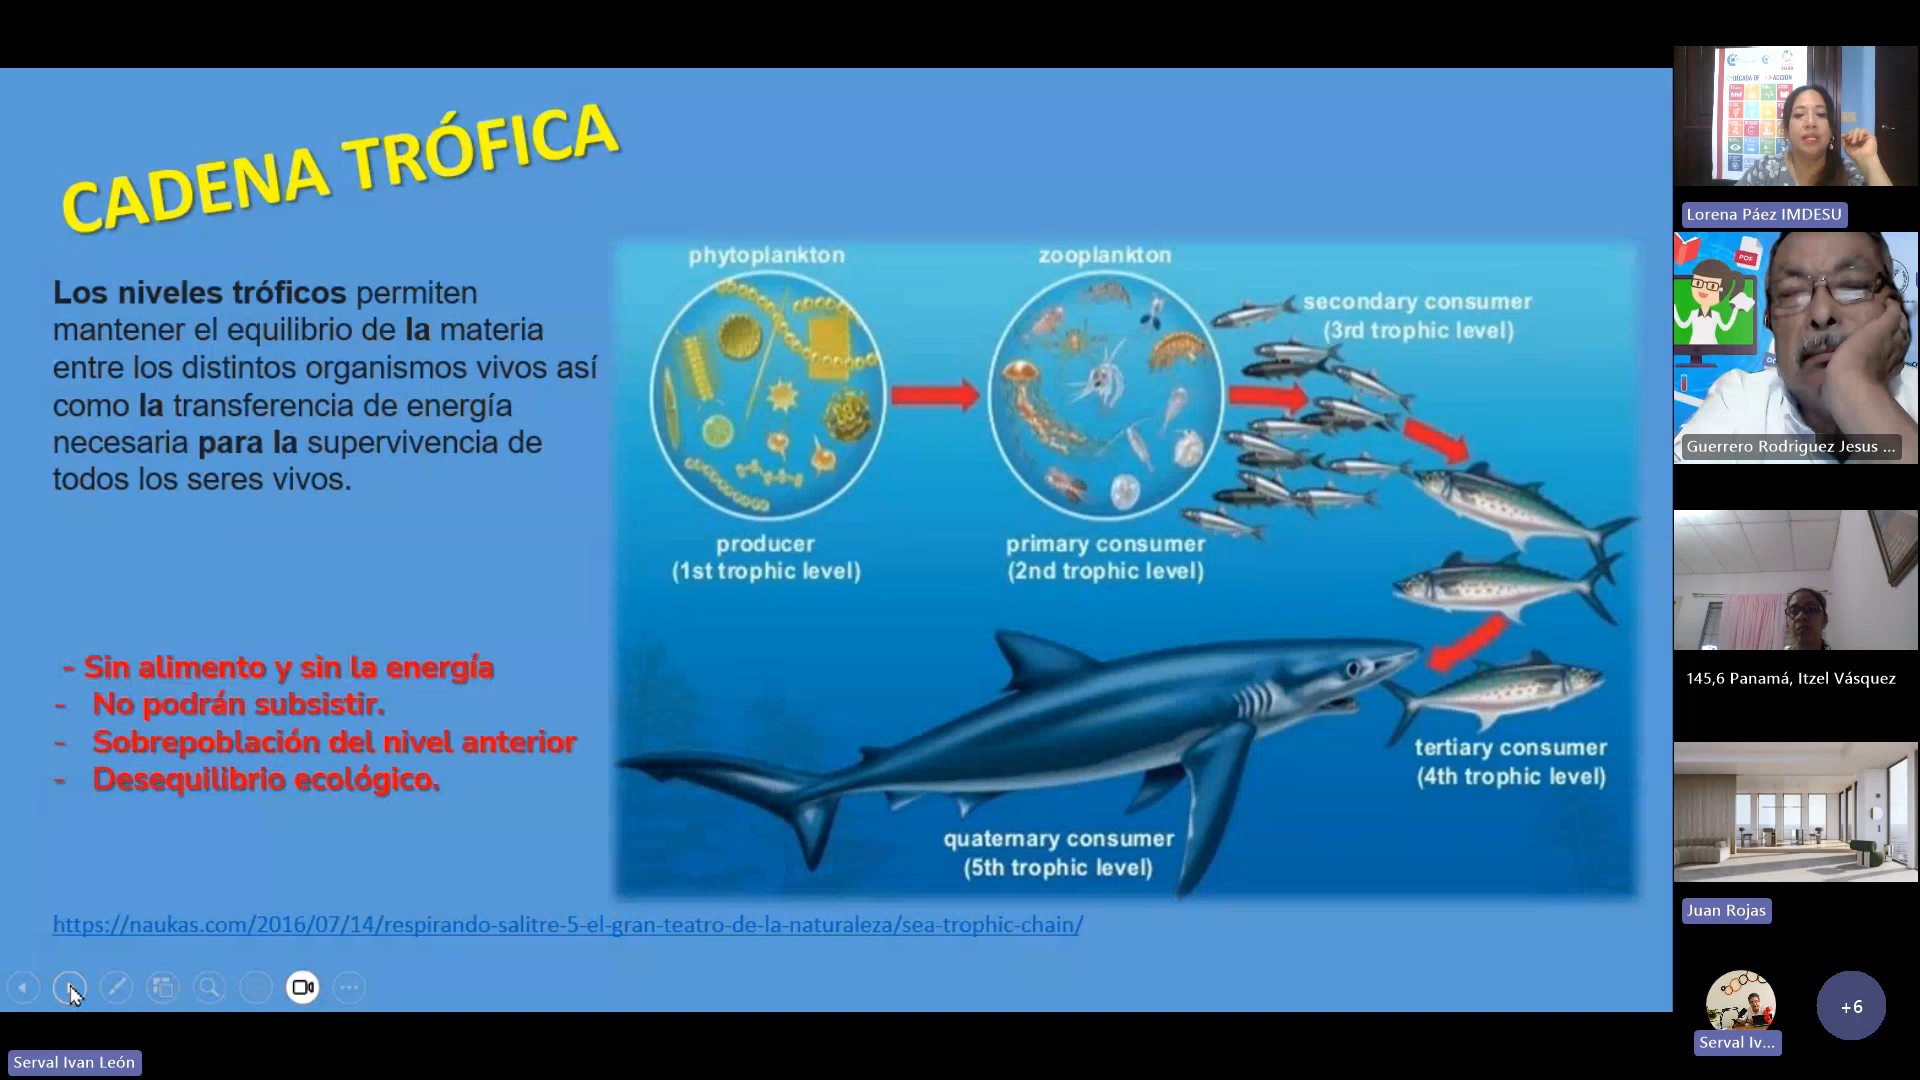 CADENA TRÓFICA
Los niveles tróficos permiten
mantener el equilibrio de la materia
entre los distintos organismos vivos así
como la transferencia de energía
necesaria para la supervivencia de
todos los seres vivos.
- Sin alimento y sin la energía
- No podrán subsistir.
- Sobrepoblación del nivel anterior
- Desequilibrio ecológico.
phytoplankton
zooplankton
secondary consumer
(3rd trophic level)
producer
(1st trophic level)
primary consumer
(2nd trophic level)
tertiary consumer
(4th trophic level)
quaternary consumer
(5th trophic level)
https://naukas.com/2016/07/14/respirando-salitre-5-el-gran-teatro-de-la-naturaleza/sea-trophic-chain/
Serval Ivan León
DÉCADA DE ACCIÓN
Lorena Páez IMDESU
PDF
Guerrero Rodriguez Jesus ...
145,6 Panamá, Itzel Vásquez
Juan Rojas
Serval Iv...
+6